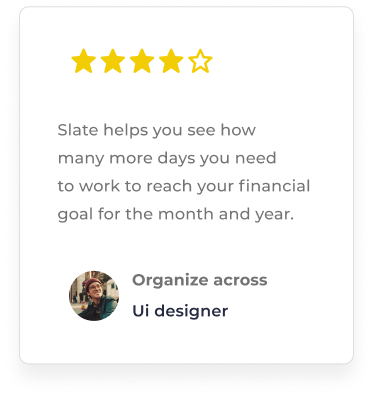 Slate helps you see how
many more days you need
to work to reach your financial
goal for the month and year.
Organize across
Ui designer